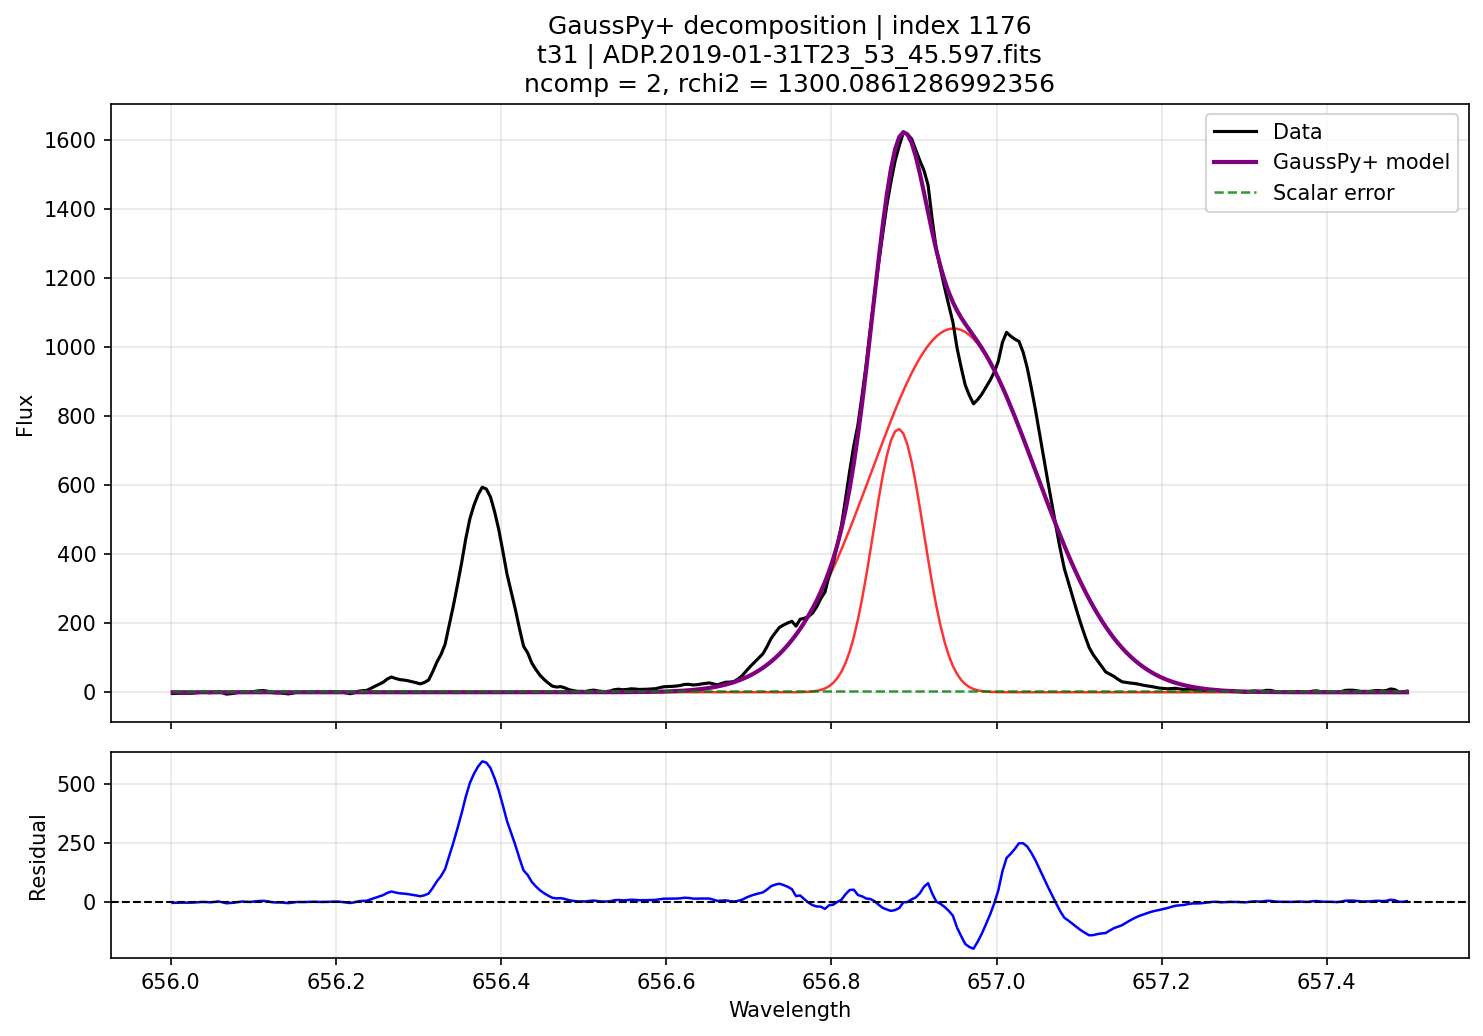 GaussPy+ decomposition | index 1176
t31 | ADP.2019-01-31T23_53_45.597.fits
ncomp = 2, rchi2 = 1300.0861286992356
Data
GaussPy+ model
Scalar error
Flux
1600
1400
1200
1000
800
600
400
200
0
Residual
500
250
0
656.0 656.2 656.4 656.6 656.8 657.0 657.2 657.4
Wavelength